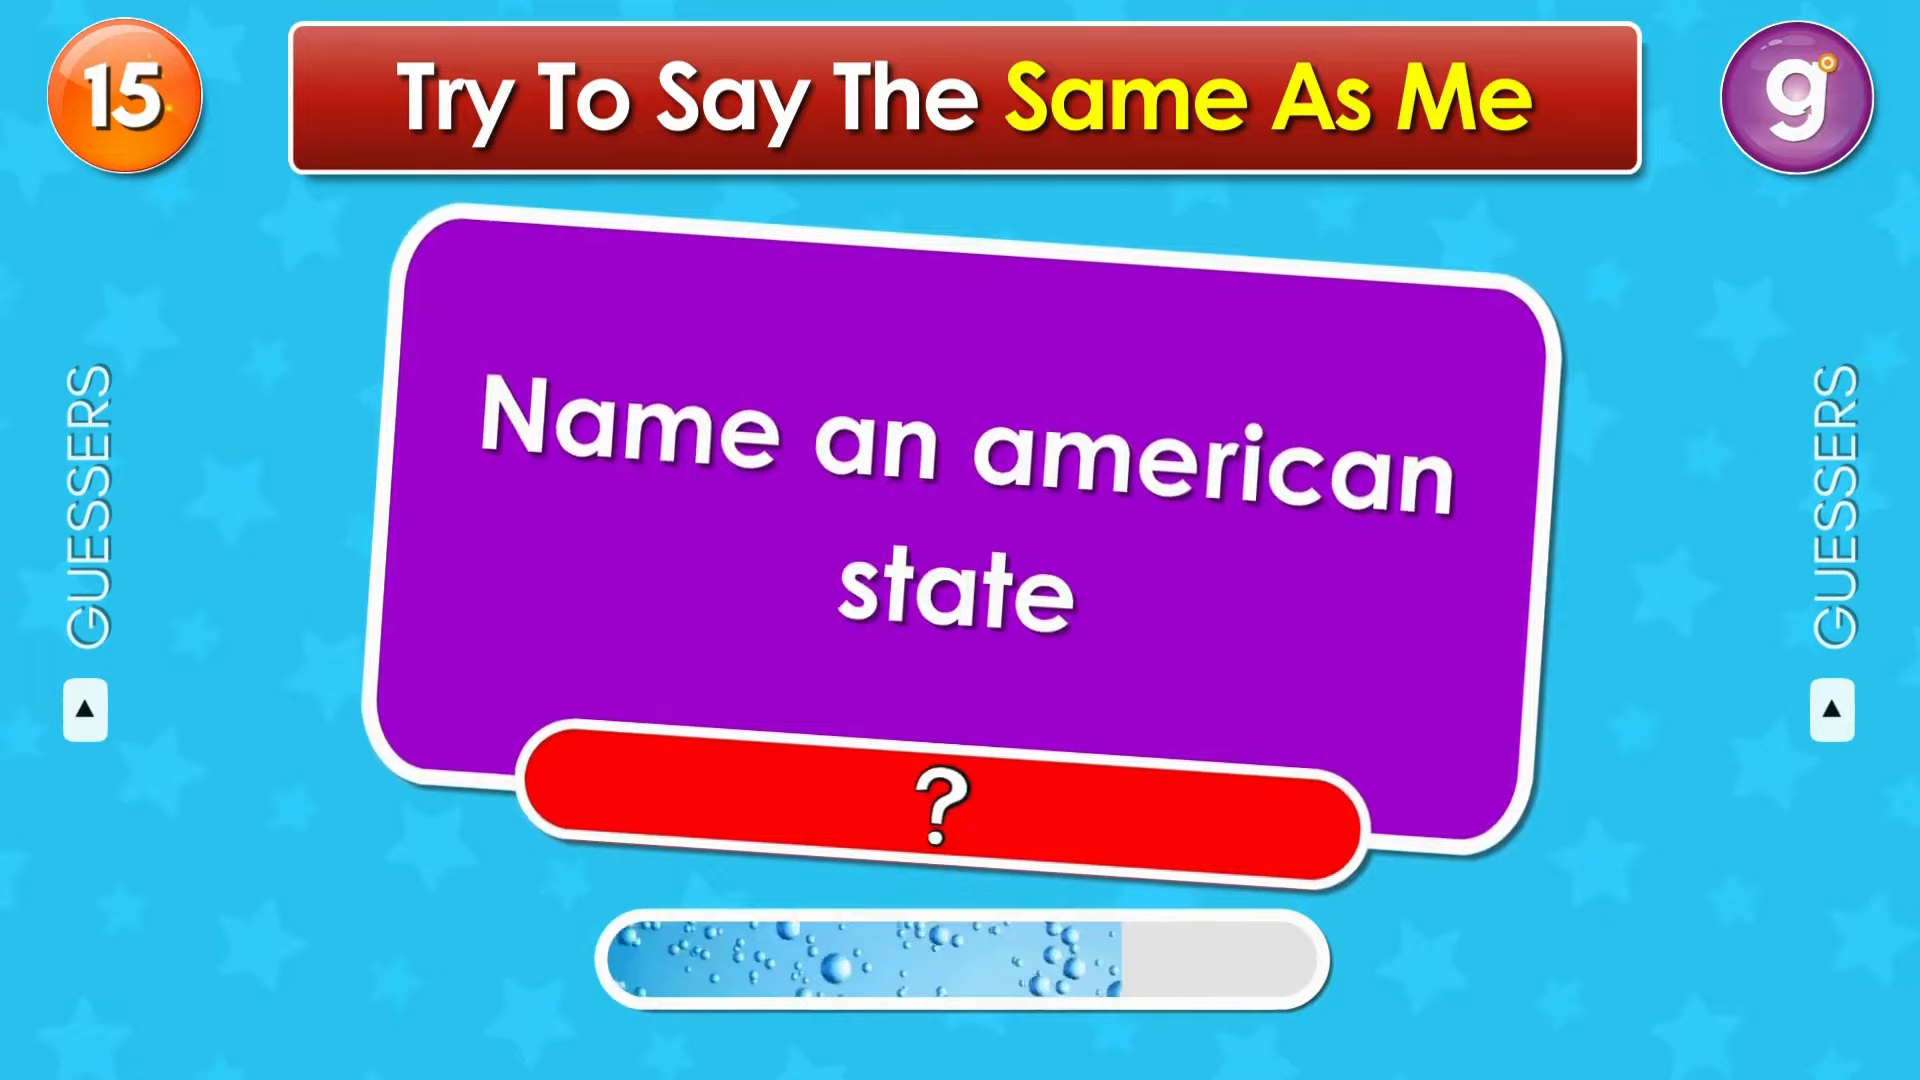 15
Try To Say The Same As Me
g
GUESSERS
GUESSERS
Name an american
state
?